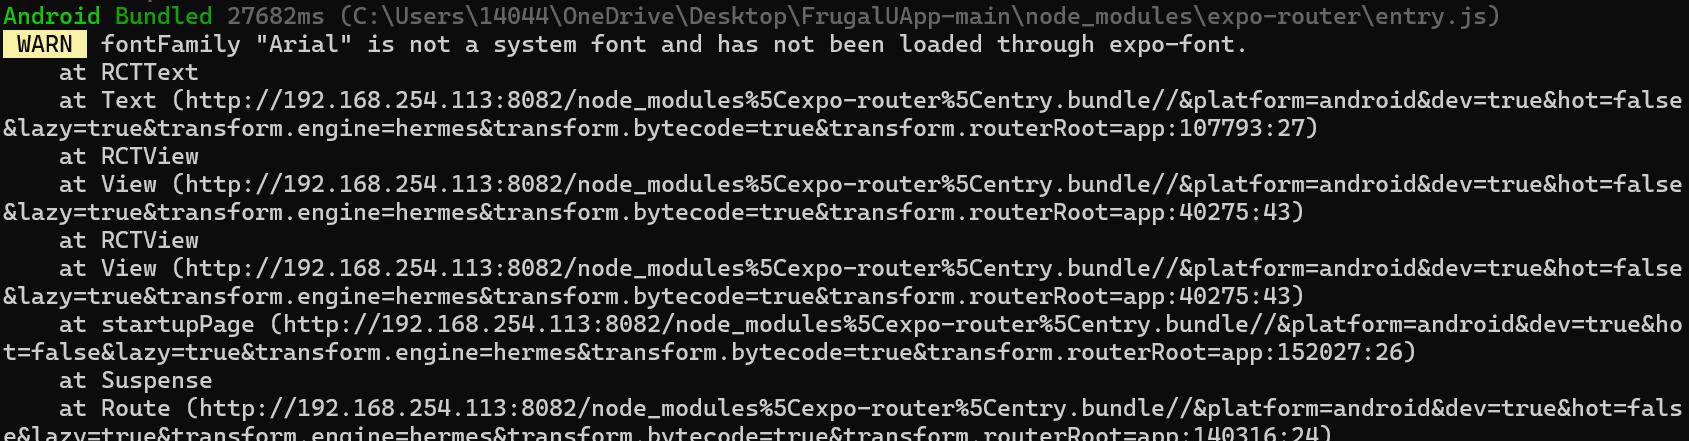 Android Bundled 27682ms (C:\Users\14044\OneDrive\Desktop\FrugalUApp-main\node_modules\expo-router\entry.js)
WARN fontFamily "Arial" is not a system font and has not been loaded through expo-font.
at RCTText
at Text (http://192.168.254.113:8082/node_modules%5Cexpo-router%5Centry.bundle//&platform=android&dev=true&hot=false
&lazy=true&transform.engine=hermes&transform.bytecode=true&transform.routerRoot=app:107793:27)
at RCTView
at View (http://192.168.254.113:8082/node_modules%5Cexpo-router%5Centry.bundle//&platform=android&dev=true&hot=false
&lazy=true&transform.engine=hermes&transform.bytecode=true&transform.routerRoot=app:40275:43)
at RCTView
at View (http://192.168.254.113:8082/node_modules%5Cexpo-router%5Centry.bundle//&platform=android&dev=true&hot=false
&lazy=true&transform.engine=hermes&transform.bytecode=true&transform.routerRoot=app:40275:43)
at startupPage (http://192.168.254.113:8082/node_modules%5Cexpo-router%5Centry.bundle//&platform=android&dev=true&ho
t=false&lazy=true&transform.engine=hermes&transform.bytecode=true&transform.routerRoot=app:152027:26)
at Suspense
at Route (http://192.168.254.113:8082/node_modules%5Cexpo-router%5Centry.bundle//&platform=android&dev=true&hot=fals
e&lazy=true&transform.engine=hermes&transform.bytecode=true&transform.routerRoot=app:140316:24)